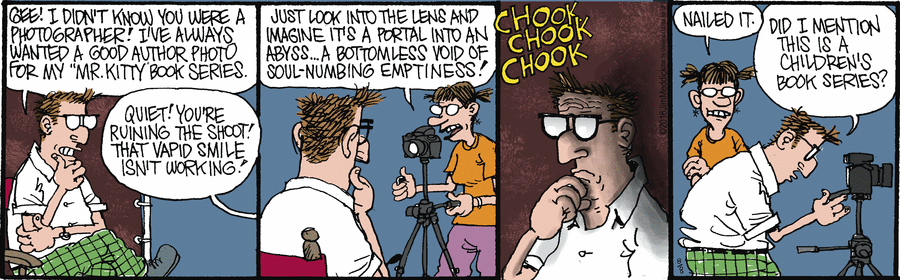 GEE! I DIDN'T KNOW YOU WERE A
PHOTOGRAPHER! I'VE ALWAYS
WANTED A GOOD AUTHOR PHOTO
FOR MY "MR. KITTY" BOOK SERIES.
QUIET! YOU'RE
RUINING THE SHOOT!
THAT VAPID SMILE
ISN'T WORKING!
JUST LOOK INTO THE LENS AND
IMAGINE IT'S A PORTAL INTO AN
ABYSS... A BOTTOMLESS VOID OF
SOUL-NUMBING EMPTINESS!
CHOOK
CHOOK
CHOOK
NAILED IT.
DID I MENTION
THIS IS A
CHILDREN'S
BOOK SERIES?